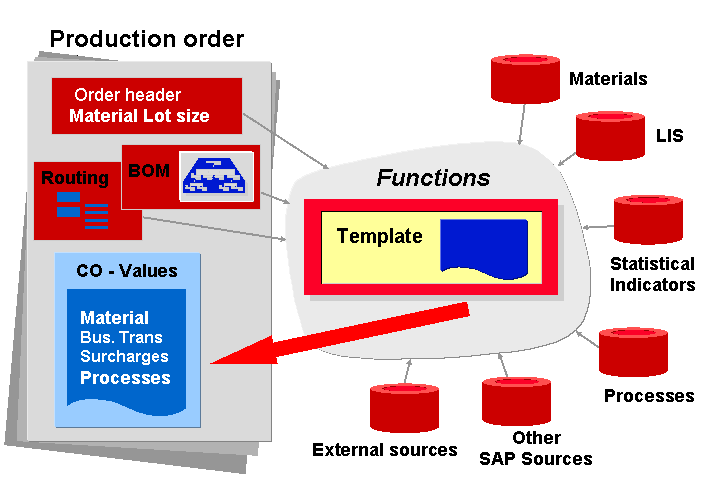 Production order
Order header
Material Lot size
Routing
BOM
CO - Values
Material
Bus. Trans
Surcharges
Processes
Functions
Template
Materials
LIS
Statistical
Indicators
Processes
Other
SAP Sources
External sources